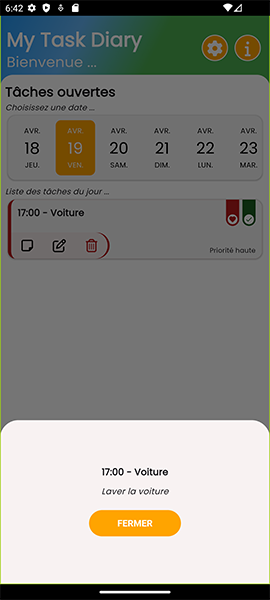 6:42
My Task Diary
Bienvenue ...
Tâches ouvertes
Choisissez une date ...
AVR. AVR. AVR. AVR. AVR. AVR.
18 19 20 21 22 23
JEU. VEN. SAM. DIM. LUN. MAR.
Liste des tâches du jour ...
17:00 - Voiture
Priorité haute
17:00 - Voiture
Laver la voiture
FERMER